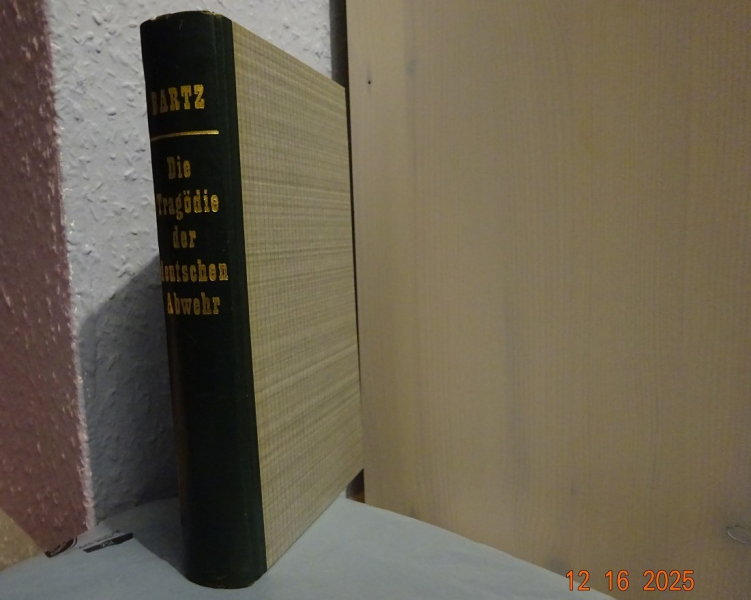 BARTZ
Die
Tragödie
der
deutschen
Abwehr
12 16 2025